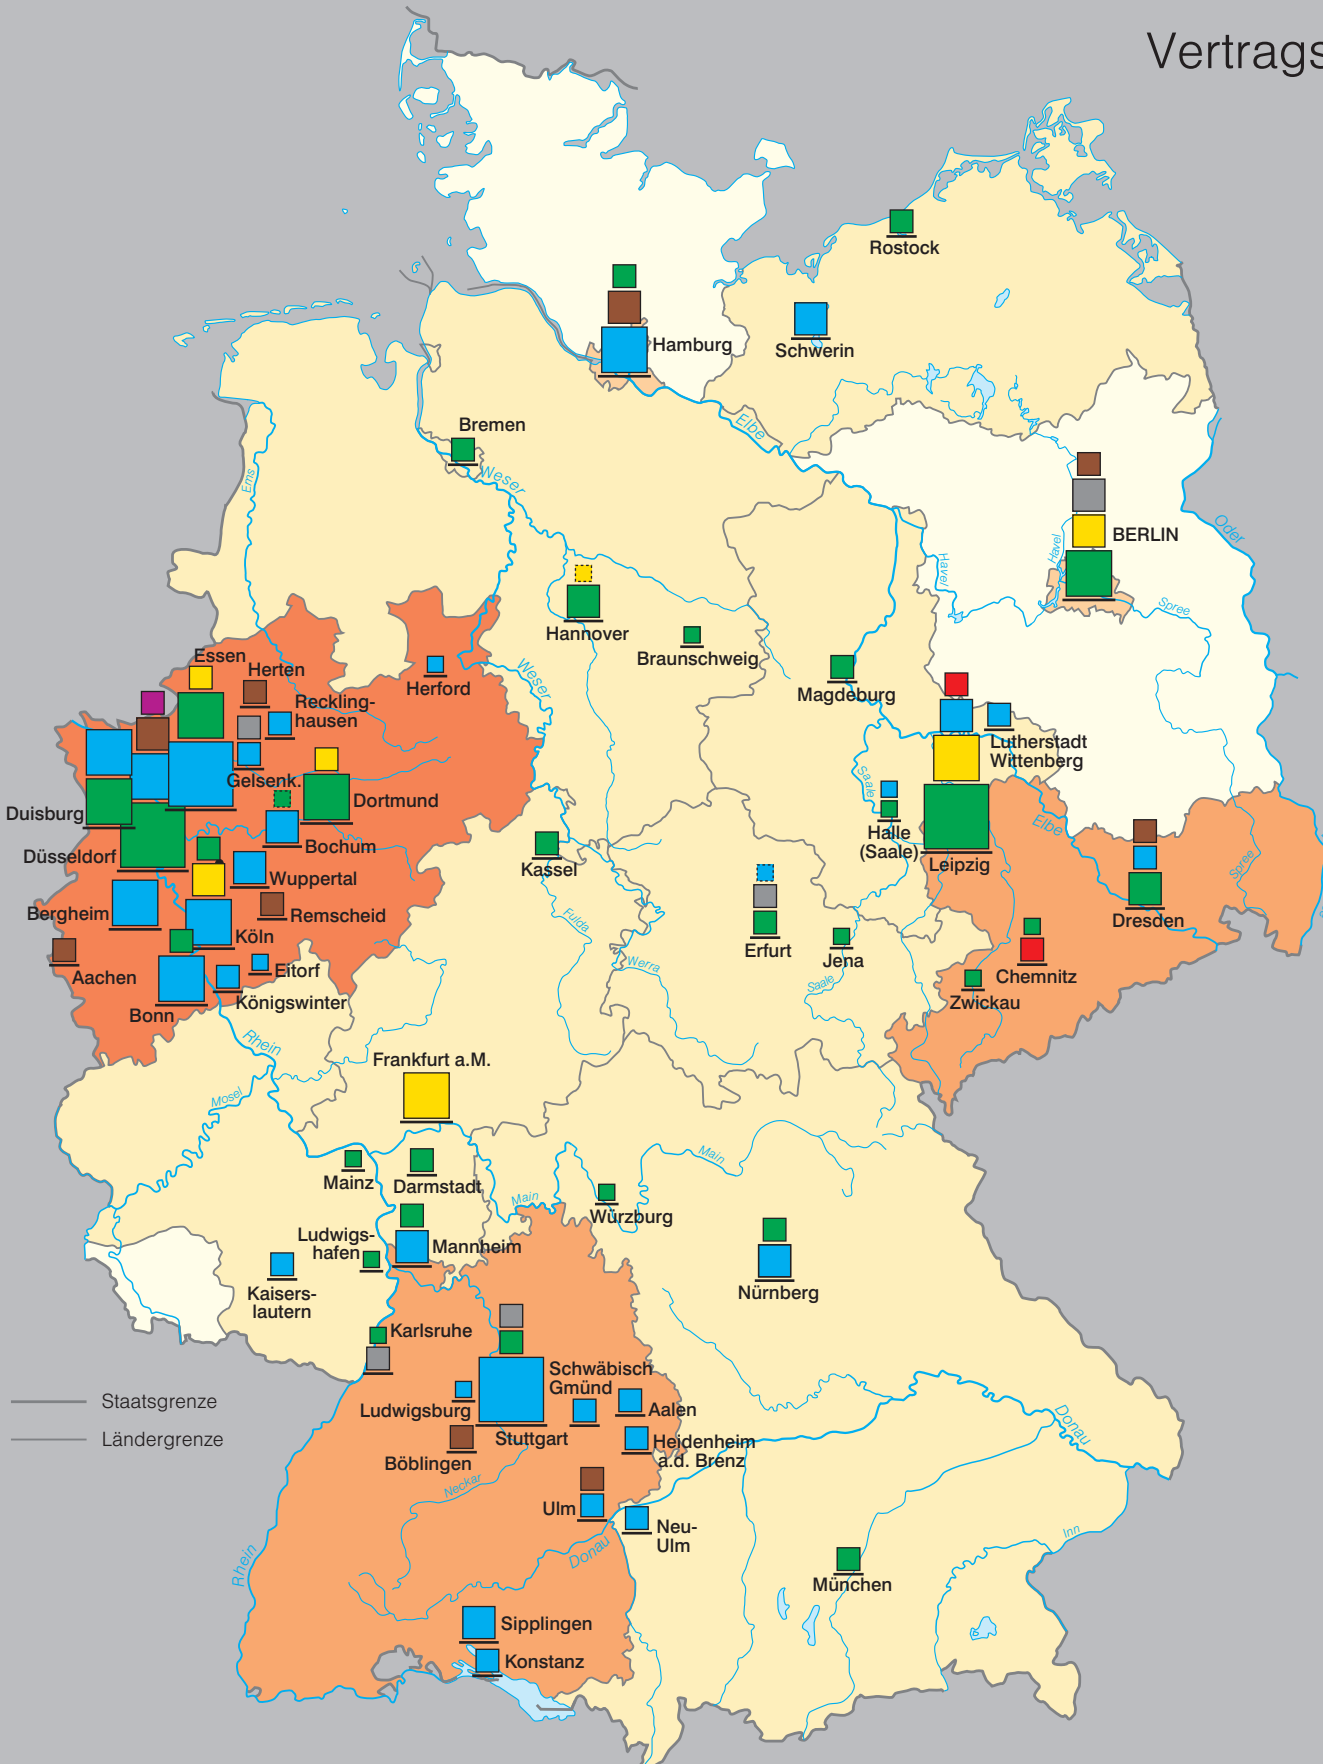 Vertrags
Rostock
Schwerin
Hamburg
Elbe
Bremen
Weser
Ems
Oder
BERLIN
Havel
Havel
Spree
Hannover
Braunschweig
Magdeburg
Weser
Herford
Essen
Herten
Reckling-
hausen
Gelsenk.
Duisburg
Dortmund
Düsseldorf
Bochum
Wuppertal
Bergheim
Remscheid
Köln
Aachen
Eitorf
Königswinter
Bonn
Lutherstadt
Wittenberg
Saale
Halle
(Saale)
Leipzig
Elbe
Spree
Dresden
Kassel
Fulda
Werra
Erfurt
Jena
Saale
Chemnitz
Zwickau
Rhein
Mosel
Frankfurt a.M.
Mainz
Darmstadt
Main
Main
Würzburg
Ludwigs-
hafen
Mannheim
Kaisers-
lautern
Nürnberg
Karlsruhe
Schwäbisch
Gmünd
Aalen
Ludwigsburg
Stuttgart
Böblingen
Heidenheim
a.d. Brenz
Staatsgrenze
Ländergrenze
Neckar
Ulm
Neu-
Ulm
Donau
Donau
Inn
Rhein
München
Sipplingen
Konstanz